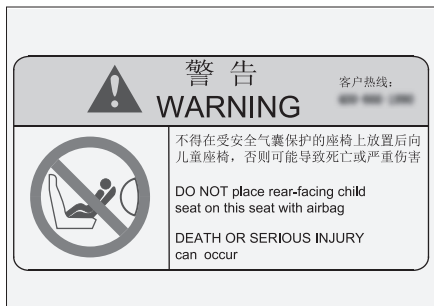 警告
WARNING
客户热线:
不得在受安全气囊保护的座椅上放置后向
儿童座椅，否则可能导致死亡或严重伤害
DO NOT place rear-facing child
seat on this seat with airbag
DEATH OR SERIOUS INJURY
can occur